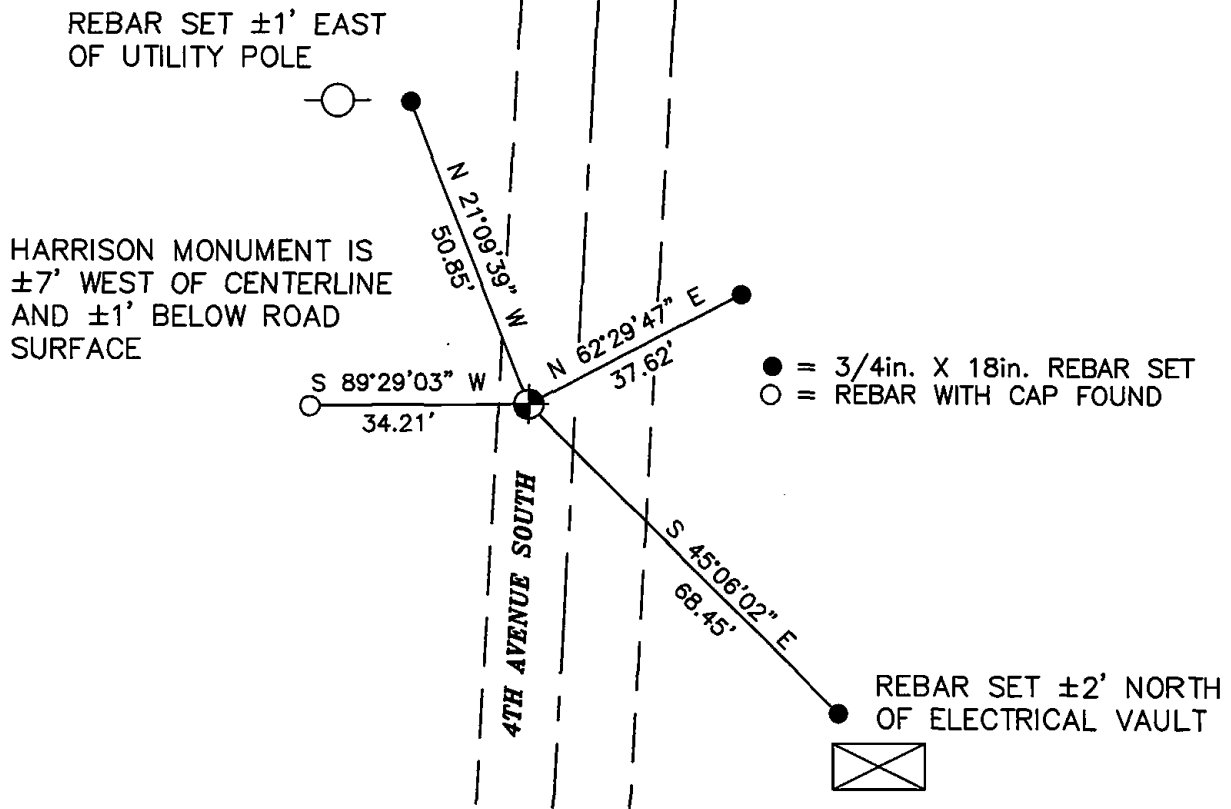 REBAR SET ±1' EAST
OF UTILITY POLE
N 21°09'39" W
50.85'
HARRISON MONUMENT IS
±7' WEST OF CENTERLINE
AND ±1' BELOW ROAD
SURFACE
N 62°29'47" E
37.62'
● = 3/4in. X 18in. REBAR SET
○ = REBAR WITH CAP FOUND
S 89°29'03" W
34.21'
4TH AVENUE SOUTH
S 45°06'02" E
68.45'
REBAR SET ±2' NORTH
OF ELECTRICAL VAULT